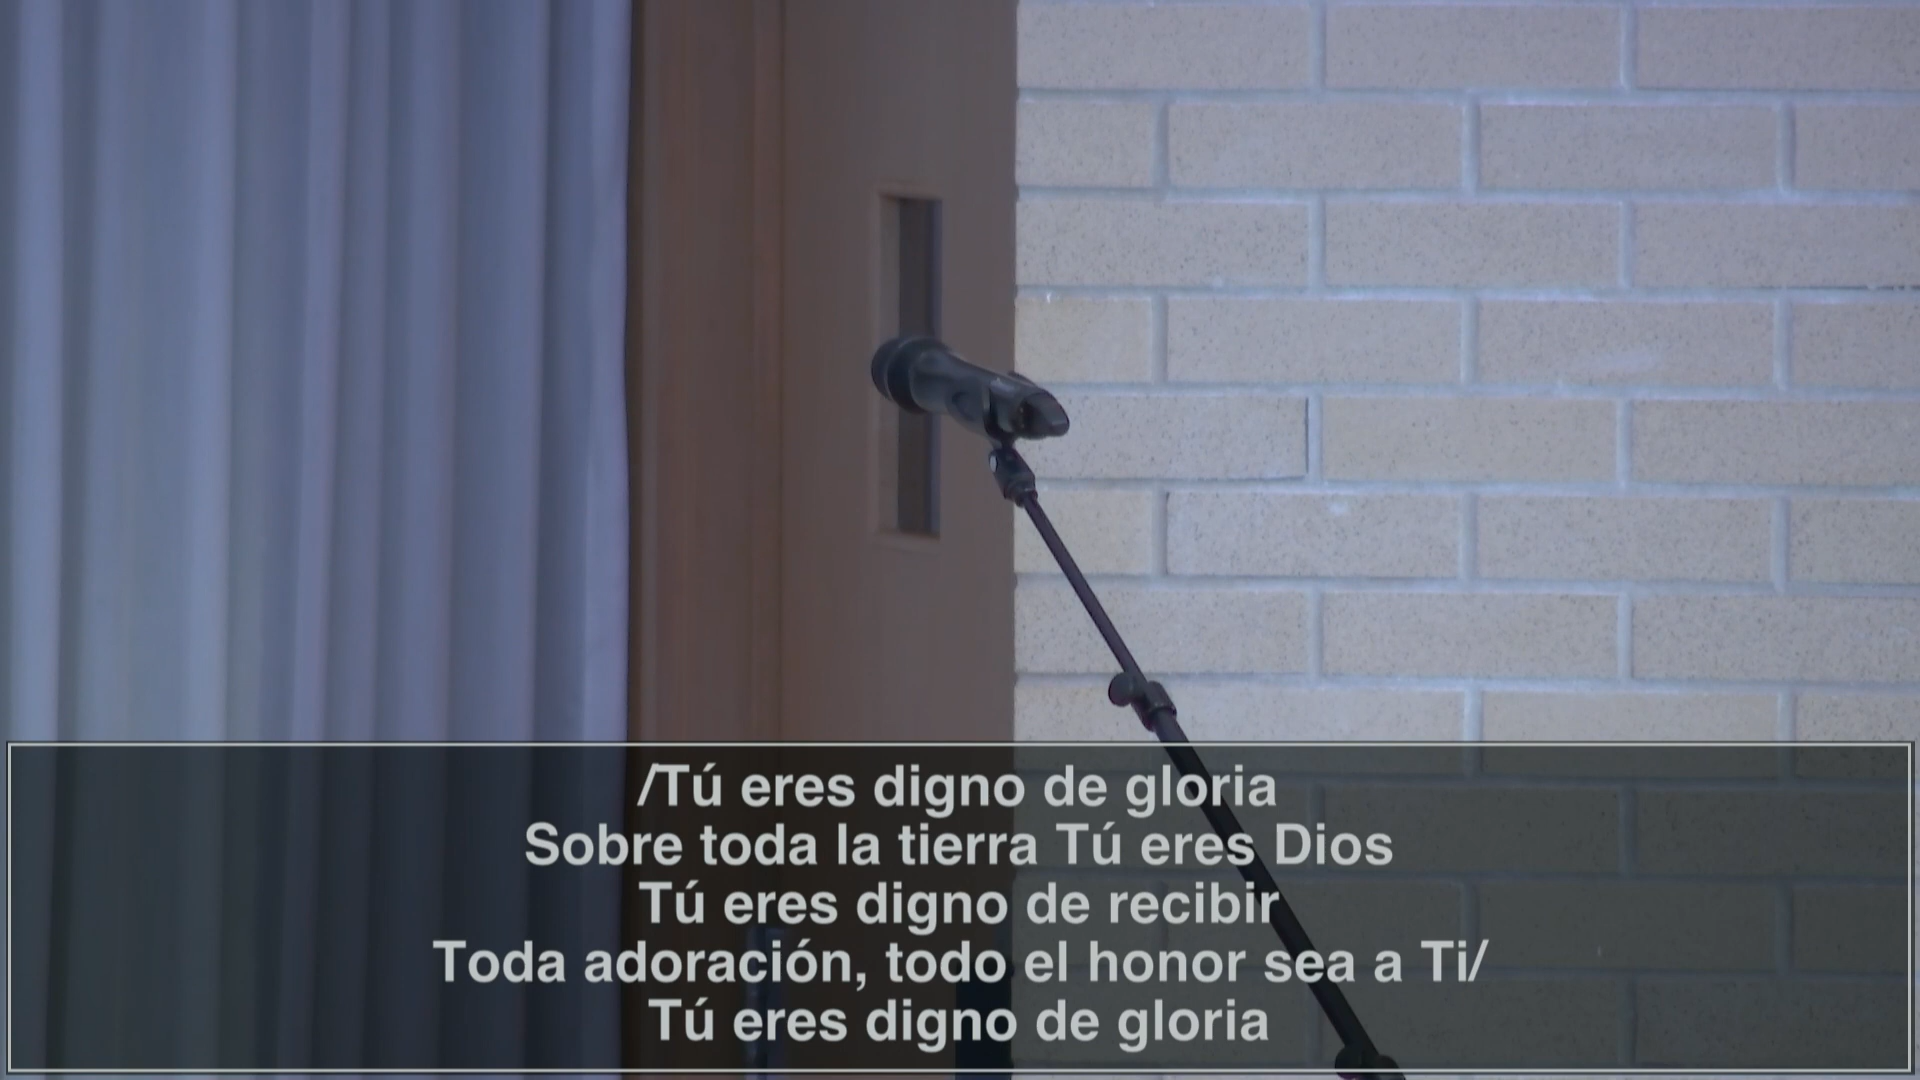 /Tú eres digno de gloria
Sobre toda la tierra Tú eres Dios
Tú eres digno de recibir
Toda adoración, todo el honor sea a Ti/
Tú eres digno de gloria